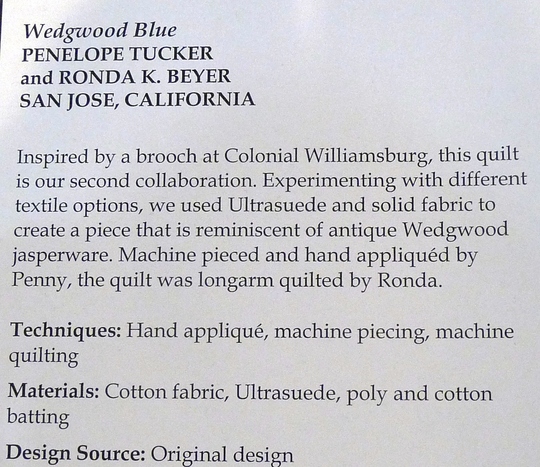 Wedgwood Blue
PENELOPE TUCKER
and RONDA K. BEYER
SAN JOSE, CALIFORNIA
Inspired by a brooch at Colonial Williamsburg, this quilt
is our second collaboration. Experimenting with different
textile options, we used Ultrasuede and solid fabric to
create a piece that is reminiscent of antique Wedgwood
jasperware. Machine pieced and hand appliquéd by
Penny, the quilt was longarm quilted by Ronda.
Techniques: Hand appliqué, machine piecing, machine
quilting
Materials: Cotton fabric, Ultrasuede, poly and cotton
batting
Design Source: Original design